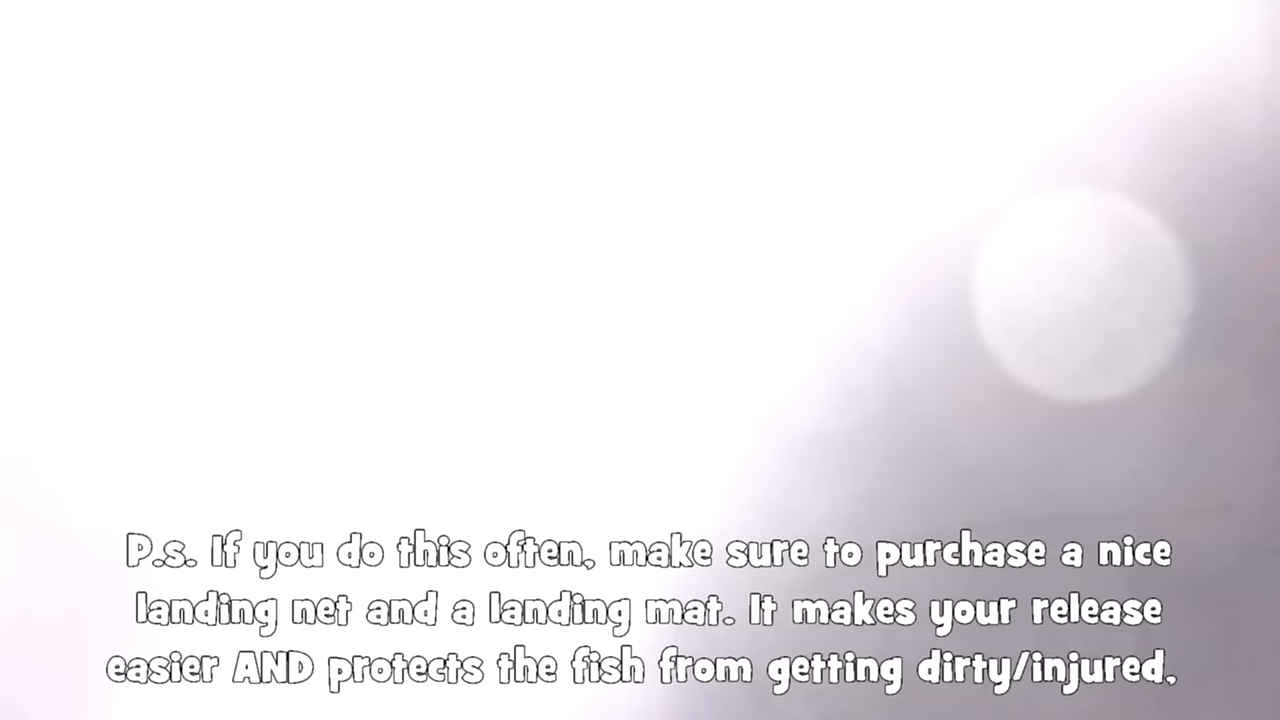 P.s. If you do this often, make sure to purchase a nice
landing net and a landing mat. It makes your release
easier AND protects the fish from getting dirty/injured,